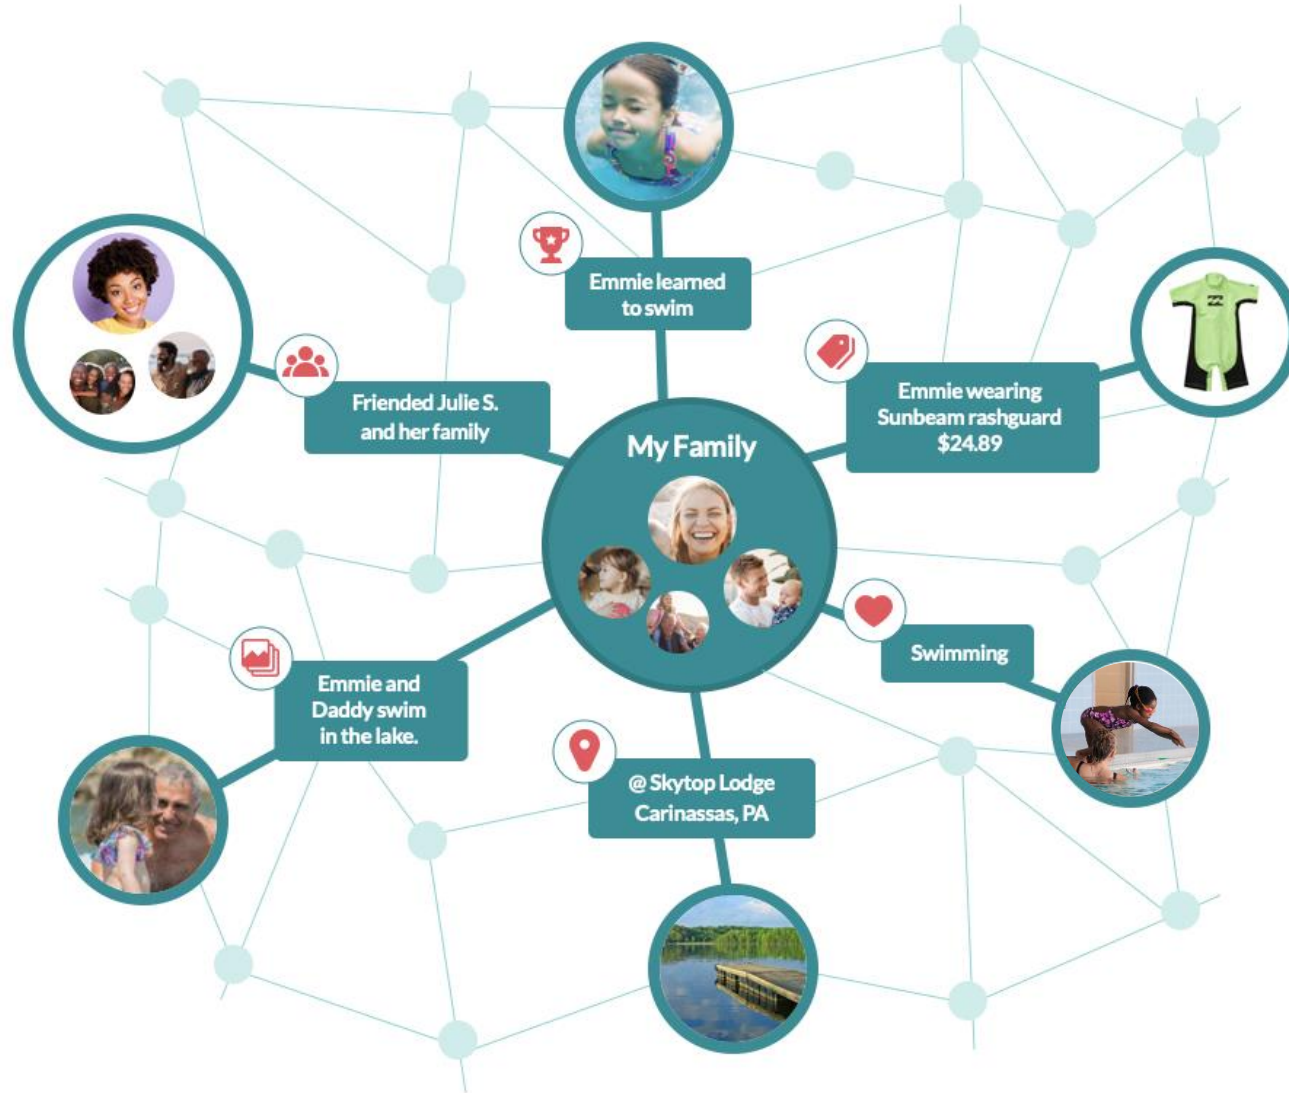 Emmie learned
to swim
Friended Julie S.
and her family
Emmie wearing
Sunbeam rashguard
$24.89
My Family
Swimming
Emmie and
Daddy swim
in the lake.
@ Skytop Lodge
Carinassas, PA